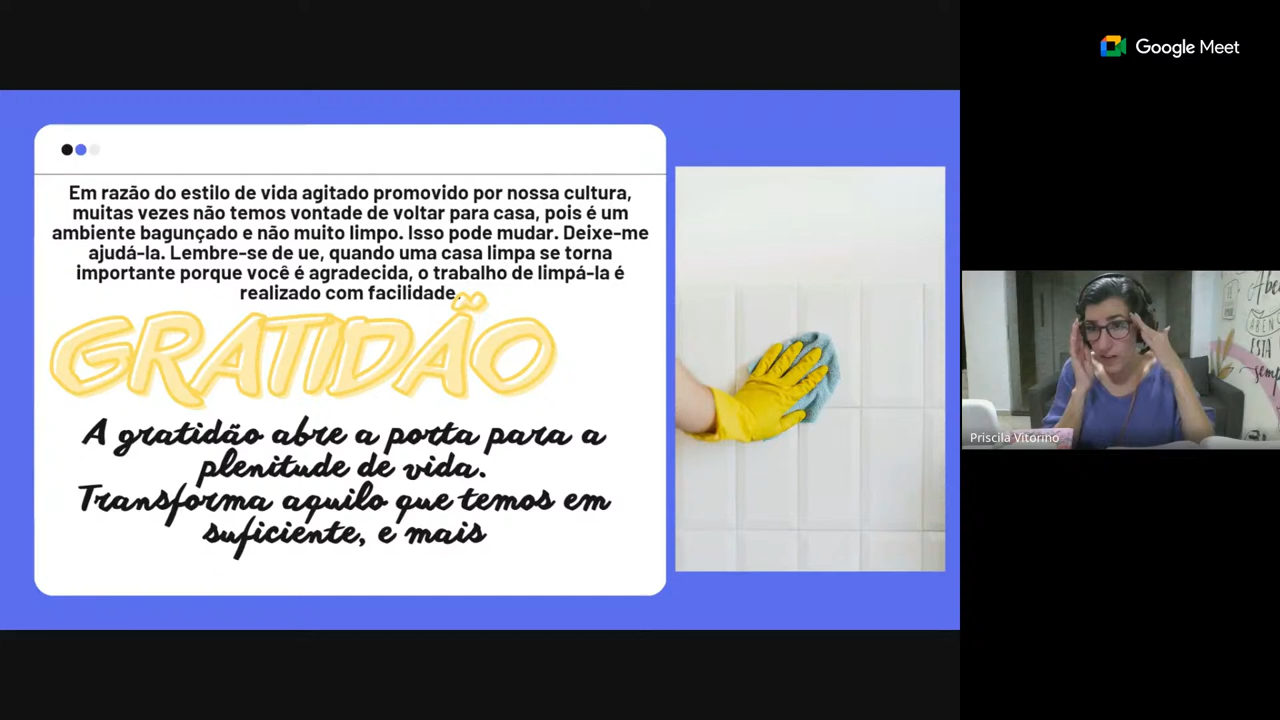 Google Meet
Em razão do estilo de vida agitado promovido por nossa cultura,
muitas vezes não temos vontade de voltar para casa, pois é um
ambiente bagunçado e não muito limpo. Isso pode mudar. Deixe-me
ajudá-la. Lembre-se de ue, quando uma casa limpa se torna
importante porque você é agradecida, o trabalho de limpá-la é
realizado com facilidade.
GRATIDÃO
A gratidão abre a porta para a
plenitude de vida.
Transforma aquilo que temos em
suficiente, e mais
ESTÁ
Priscila Vitorino